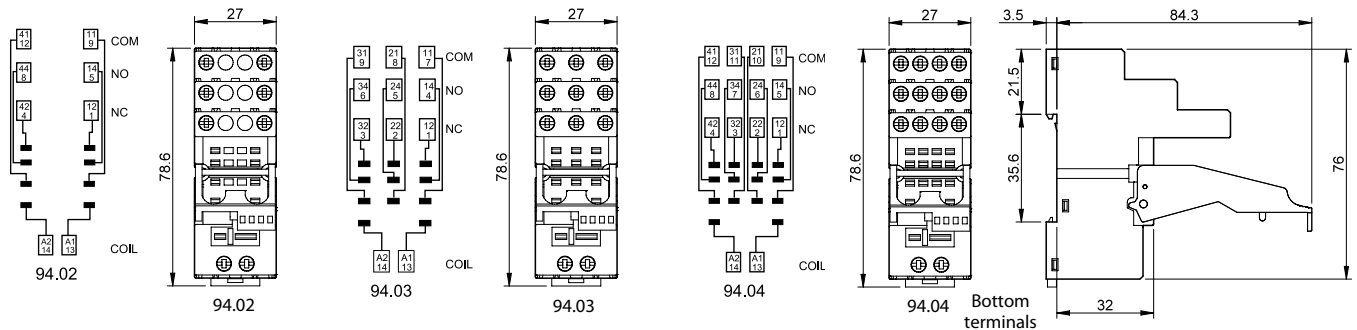 27
27
27
3.5
84.3
41 12
11 9
COM
44 8
14 5
NO
42 4
12 1
NC
A2 14
A1 13
COIL
94.02
78.6
94.02
31 9
21 8
11 7
COM
34 6
24 5
14 4
NO
32 3
22 2
12 1
NC
A2 14
A1 13
COIL
94.03
78.6
94.03
41 12
31 11
21 10
11 9
COM
44 8
34 7
24 6
14 5
NO
42 4
32 3
22 2
12 1
NC
A2 14
A1 13
COIL
94.04
78.6
94.04
21.5
35.6
76
32
Bottom
terminals